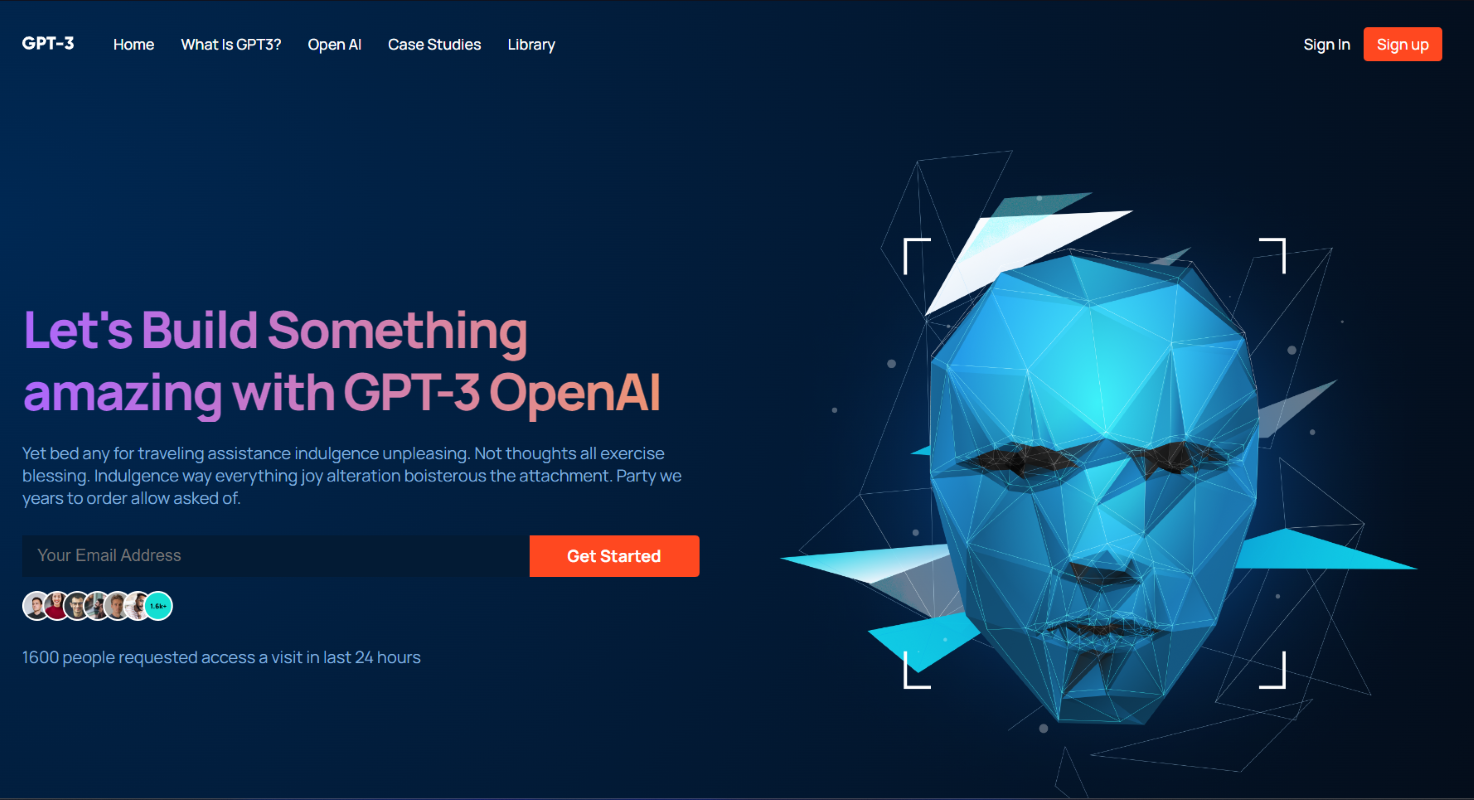 GPT-3 Home What Is GPT3? Open AI Case Studies Library Sign In Sign up
Let's Build Something
amazing with GPT-3 OpenAI
Yet bed any for traveling assistance indulgence unpleasing. Not thoughts all exercise
blessing. Indulgence way everything joy alteration boisterous the attachment. Party we
years to order allow asked of.
Your Email Address Get Started
1.6k+
1600 people requested access a visit in last 24 hours